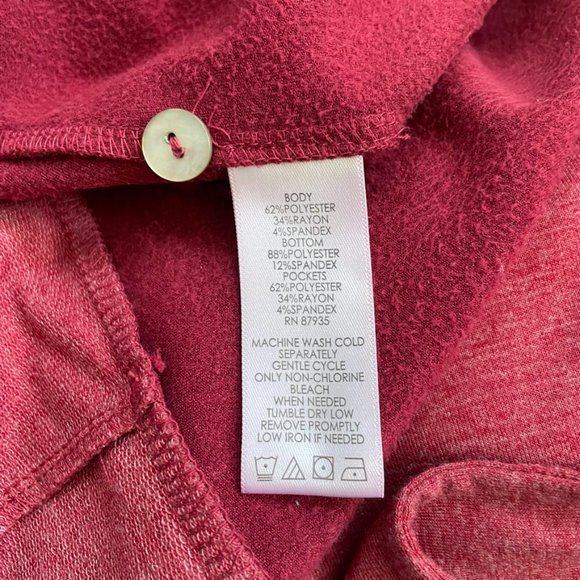 BODY
62%POLYESTER
34%RAYON
4%SPANDEX
BOTTOM
88%POLYESTER
12%SPANDEX
POCKETS
62%POLYESTER
34%RAYON
4%SPANDEX
RN 87935
MACHINE WASH COLD
SEPARATELY
GENTLE CYCLE
ONLY NON-CHLORINE
BLEACH
WHEN NEEDED
TUMBLE DRY LOW
REMOVE PROMPTLY
LOW IRON IF NEEDED